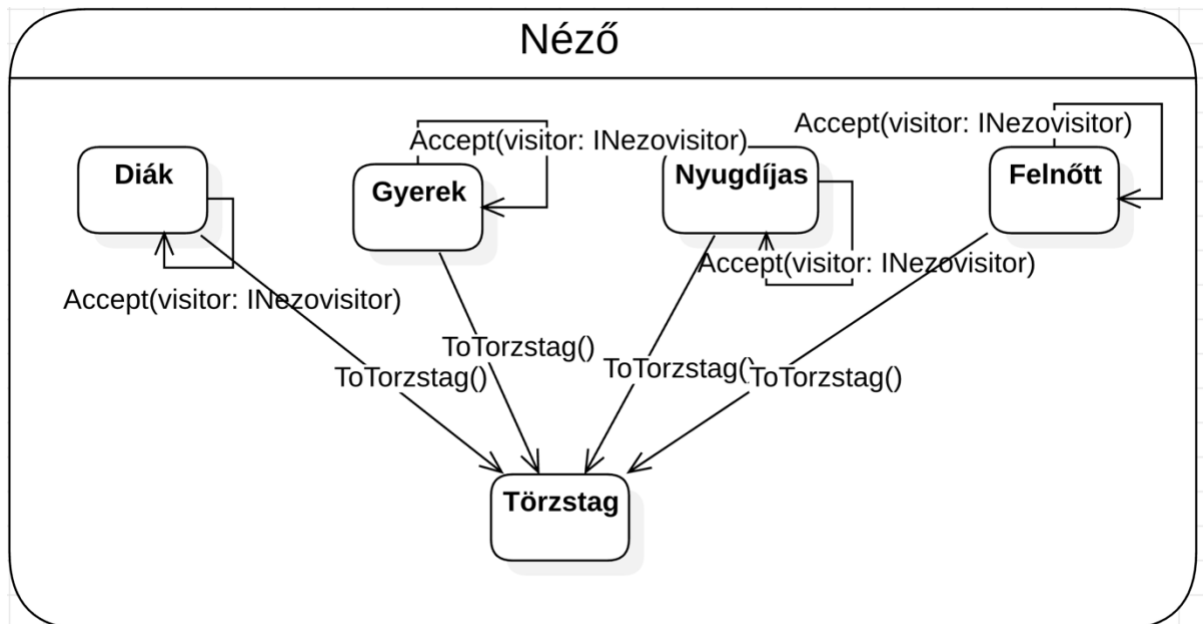 Néző
Accept(visitor: INezovisitor)
Accept(visitor: INezovisitor)
Diák
Gyerek
Nyugdíjas
Felnőtt
Accept(visitor: INezovisitor)
Accept(visitor: INezovisitor)
ToTorzstag()
ToTorzstag()
ToTorzstag()
ToTorzstag()
Törzstag